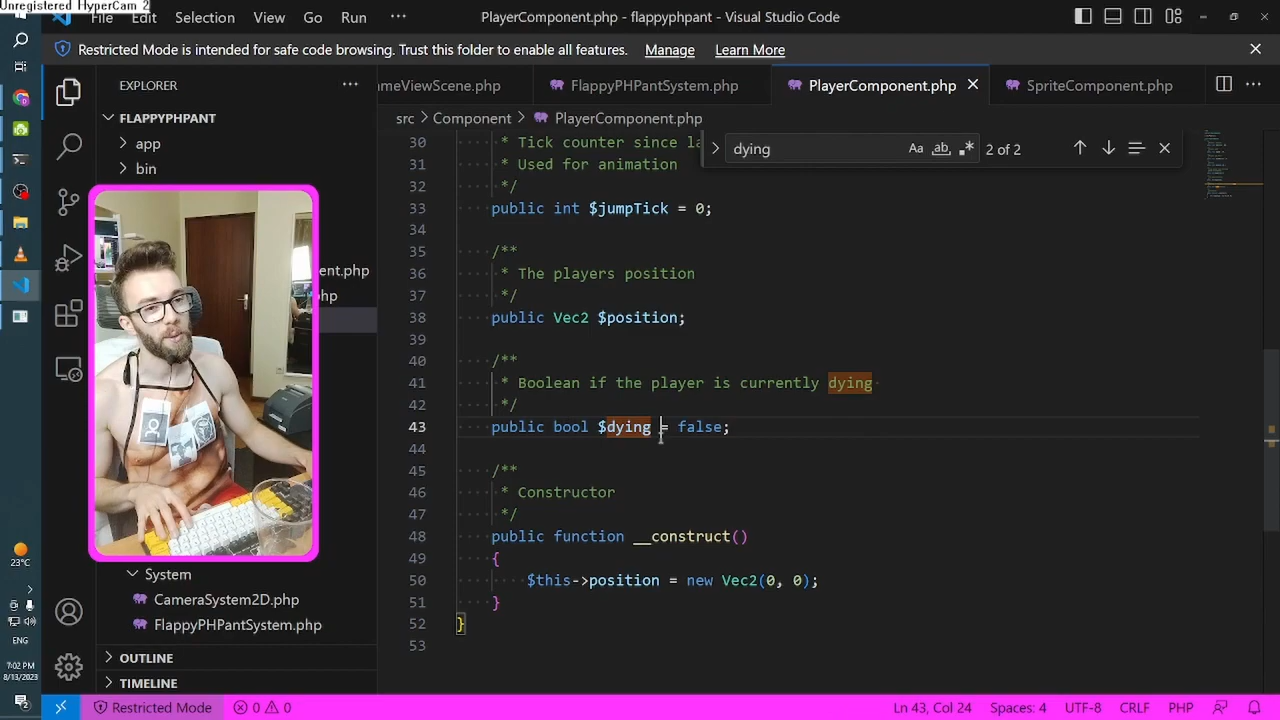 Unregistered HyperCam 2
File Edit Selection View Go Run ···
PlayerComponent.php - flappyphpant - Visual Studio Code
Restricted Mode is intended for safe code browsing. Trust this folder to enable all features. Manage Learn More
EXPLORER ···
meViewScene.php
FlappyPHPantSystem.php
PlayerComponent.php
SpriteComponent.php
FLAPPYPHPANT
src > Component > PlayerComponent.php
app
bin
ent.php
hp
System
CameraSystem2D.php
FlappyPHPantSystem.php
OUTLINE
TIMELINE
dying Aa ab .* 2 of 2
30 * Tick counter since la
31 * Used for animation
32 */
33 public int $jumpTick = 0;
34
35 /**
36 * The players position
37 */
38 public Vec2 $position;
39
40 /**
41 * Boolean if the player is currently dying
42 */
43 public bool $dying = false;
44
45 /**
46 * Constructor
47 */
48 public function __construct()
49 {
50 $this->position = new Vec2(0, 0);
51 }
52 }
53
23°C
ENG
7:02 PM
8/13/2023
Restricted Mode 0 0 Ln 43, Col 24 Spaces: 4 UTF-8 CRLF PHP